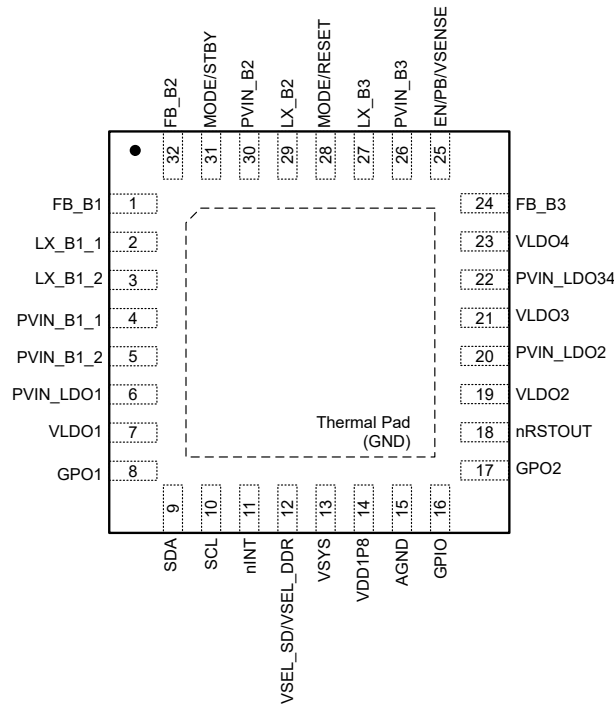 FB_B2
MODE/STBY
PVIN_B2
LX_B2
MODE/RESET
LX_B3
PVIN_B3
EN/PB/VSENSE
32
31
30
29
28
27
26
25
FB_B1 1
LX_B1_1 2
LX_B1_2 3
PVIN_B1_1 4
PVIN_B1_2 5
PVIN_LDO1 6
VLDO1 7
GPO1 8
24 FB_B3
23 VLDO4
22 PVIN_LDO34
21 VLDO3
20 PVIN_LDO2
19 VLDO2
18 nRSTOUT
17 GPO2
Thermal Pad
(GND)
9
10
11
12
13
14
15
16
SDA
SCL
nINT
VSEL_SD/VSEL_DDR
VSYS
VDD1P8
AGND
GPIO